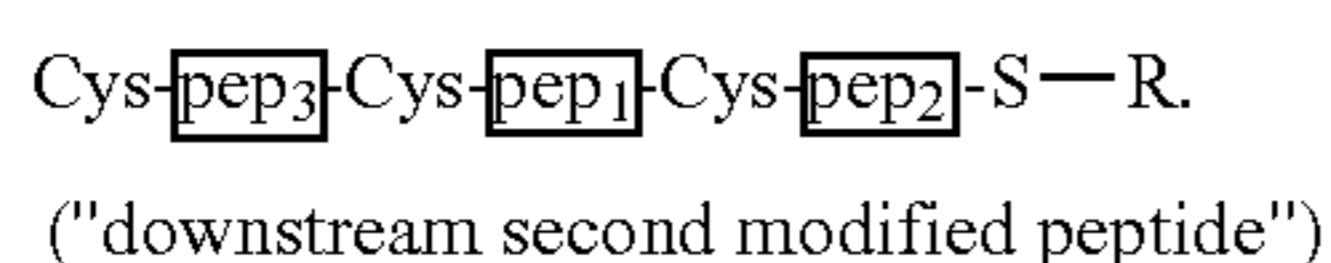 Cys-pep₃-Cys-pep₁-Cys-pep₂-S—R.
("downstream second modified peptide")